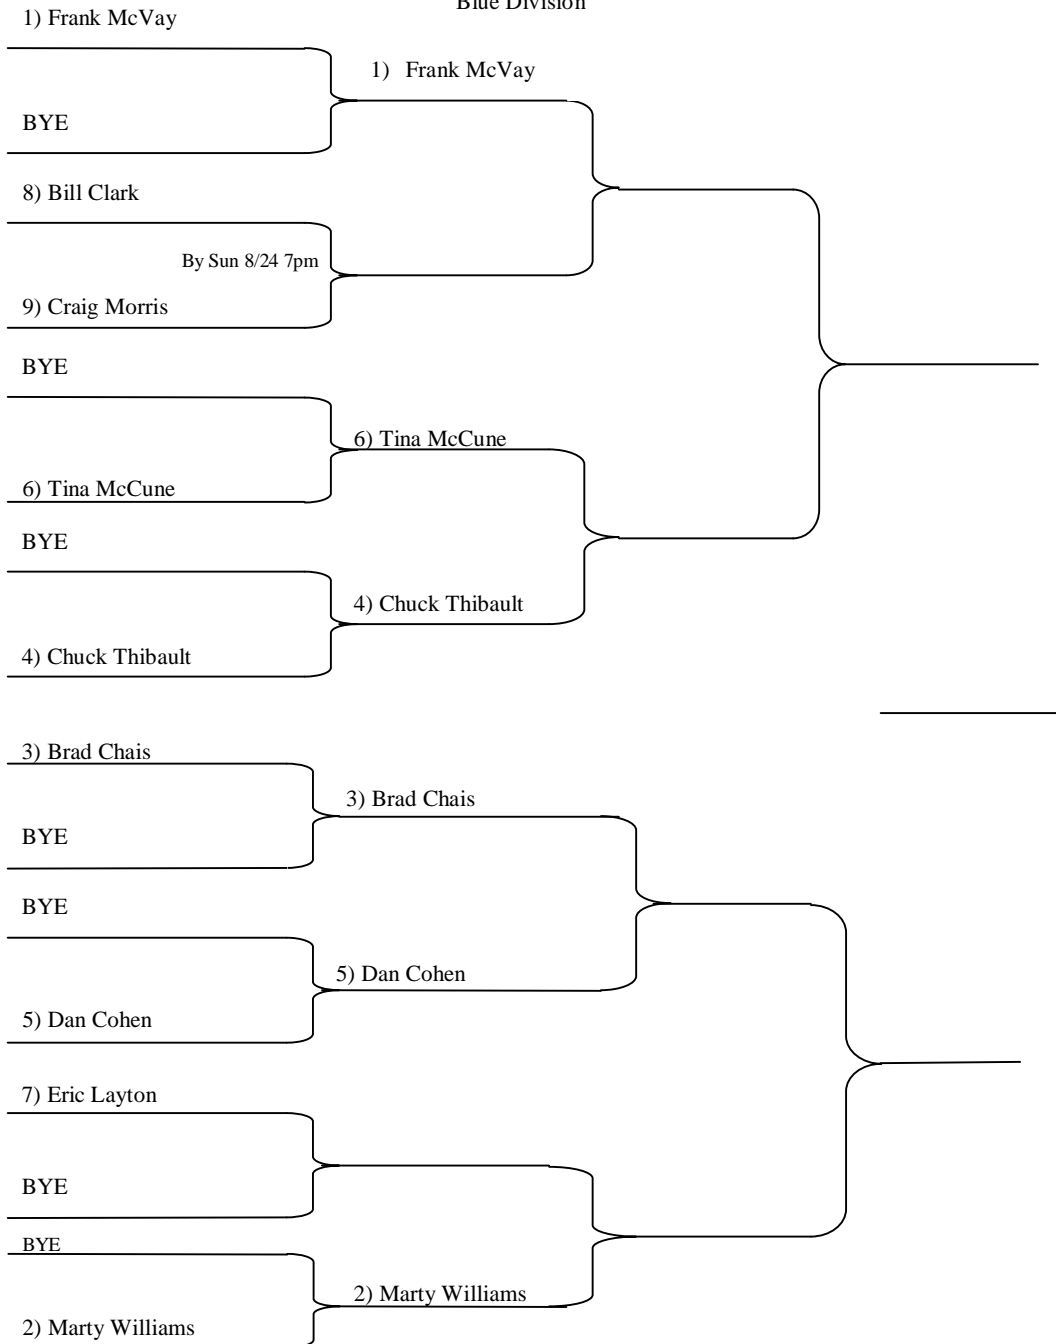 Blue Division
1) Frank McVay
1) Frank McVay
BYE
8) Bill Clark
By Sun 8/24 7pm
9) Craig Morris
BYE
6) Tina McCune
6) Tina McCune
BYE
4) Chuck Thibault
4) Chuck Thibault
3) Brad Chais
3) Brad Chais
BYE
BYE
5) Dan Cohen
5) Dan Cohen
7) Eric Layton
BYE
BYE
2) Marty Williams
2) Marty Williams